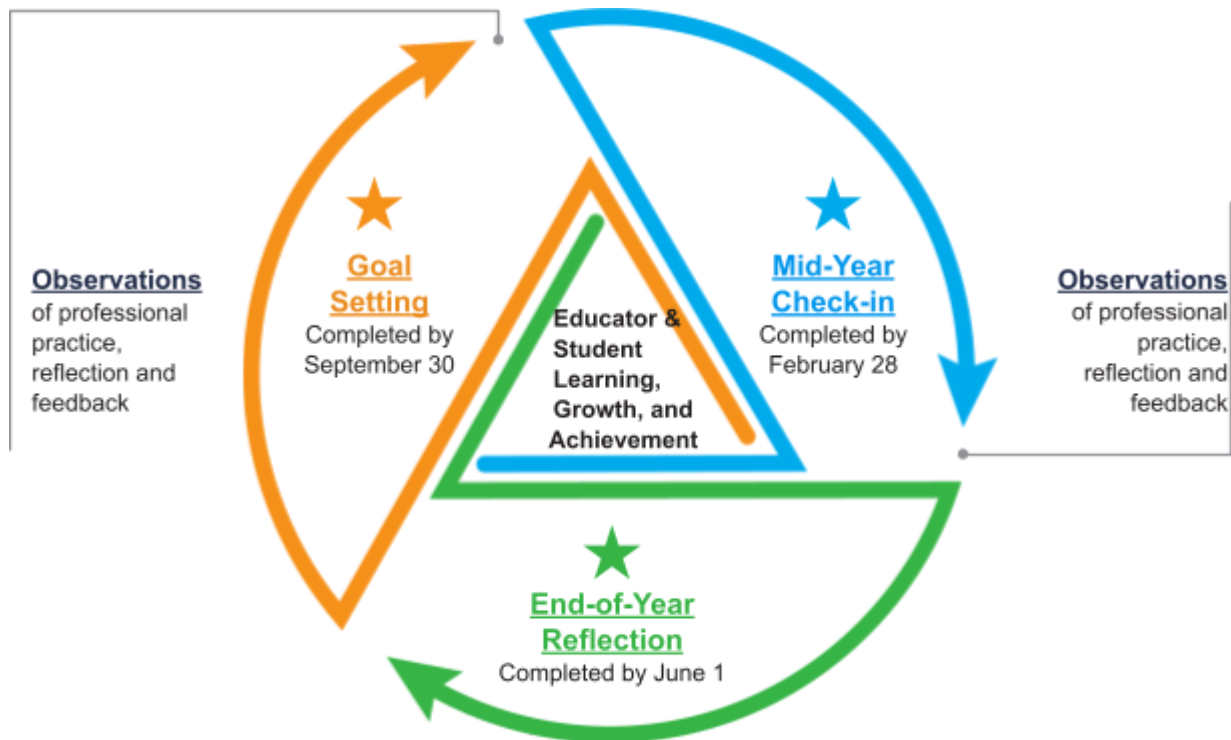 Observations
of professional
practice,
reflection and
feedback
Goal
Setting
Completed by
September 30
Educator &
Student
Learning,
Growth, and
Achievement
Mid-Year
Check-in
Completed by
February 28
Observations
of professional
practice,
reflection and
feedback
End-of-Year
Reflection
Completed by June 1